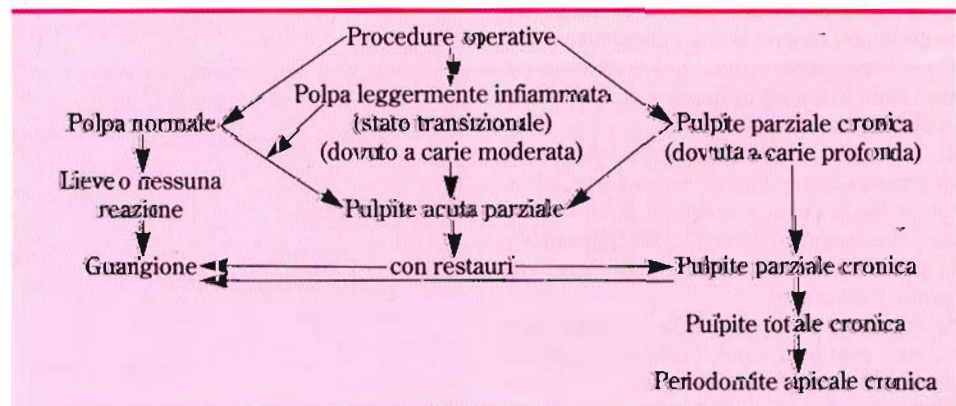 Procedure operative
Polpa leggermente infiammata
Polpa normale
(stato transizionale)
Pulpite parziale cronica
(dovuto a carie moderata)
(dovuta a carie profonda)
Lieve o nessuna
reazione
Pulpite acuta parziale
Guarigione
con restauri
Pulpite parziale cronica
Pulpite totale cronica
Periodontite apicale cronica